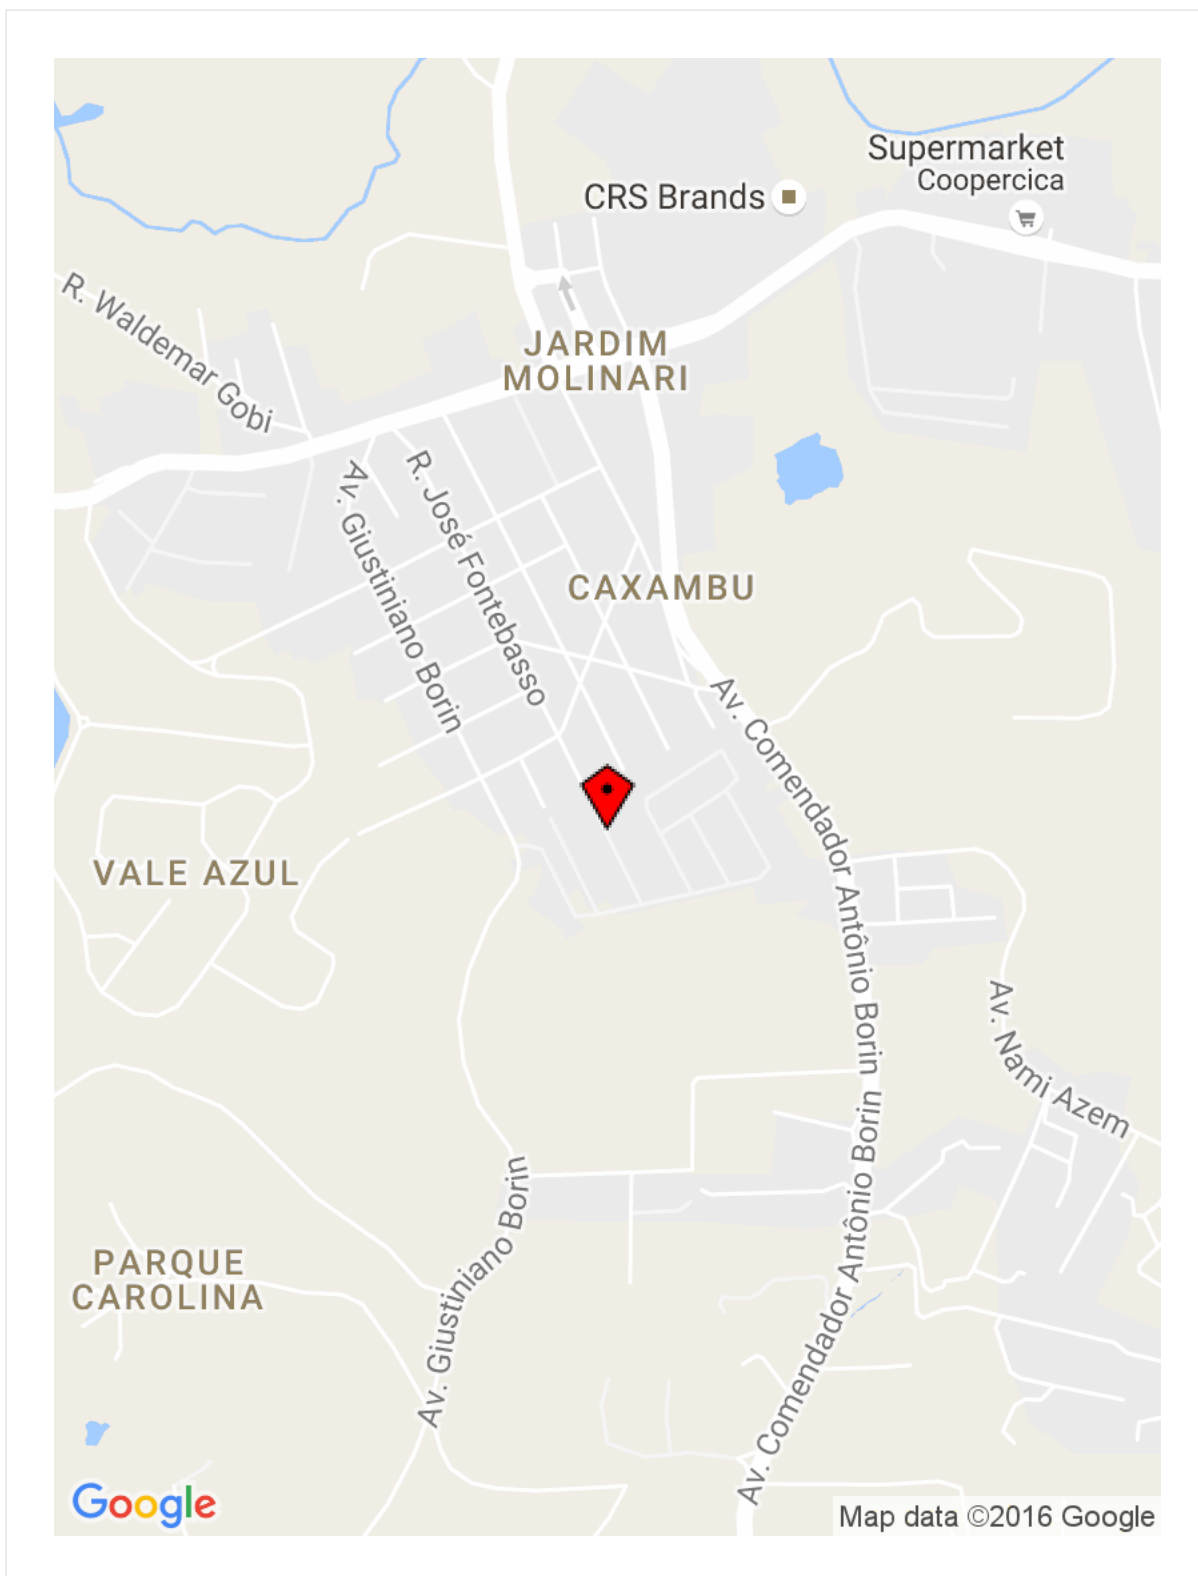 Supermarket
Coopercica
CRS Brands
R. Waldemar Gobi
JARDIM
MOLINARI
Av. Giustiniano Borin
R. José Fontebasso
CAXAMBU
Av. Comendador Antônio Borin
VALE AZUL
Av. Nami Azem
Av. Comendador Antônio Borin
Av. Giustiniano Borin
PARQUE
CAROLINA
Google
Map data ©2016 Google